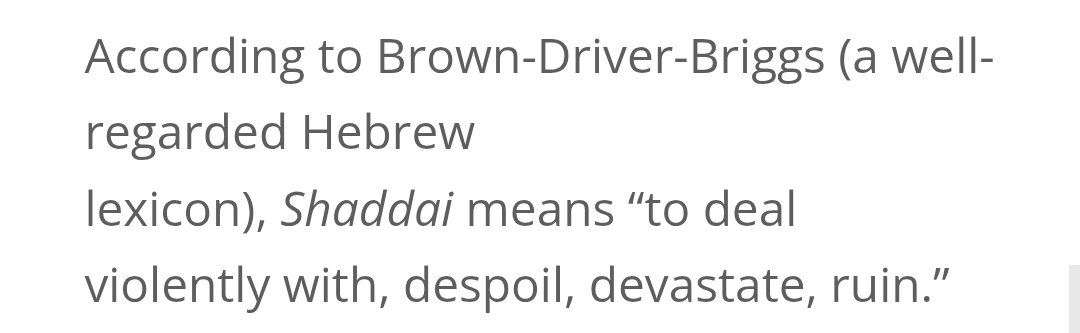 According to Brown-Driver-Briggs (a well-
regarded Hebrew
lexicon), Shaddai means “to deal
violently with, despoil, devastate, ruin.”